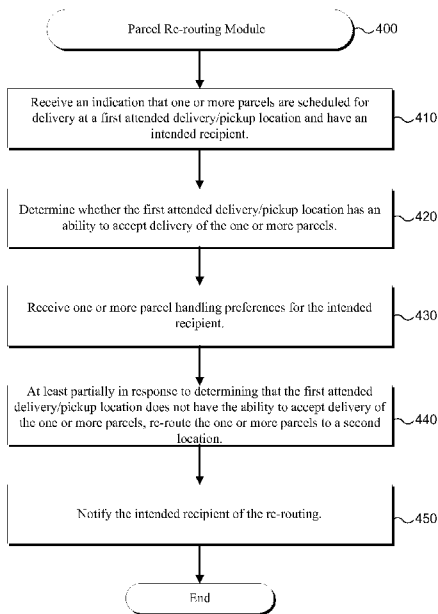 Parcel Re-routing Module
400
Receive an indication that one or more parcels are scheduled for
delivery at a first attended delivery/pickup location and have an
intended recipient.
410
Determine whether the first attended delivery/pickup location has an
ability to accept delivery of the one or more parcels.
420
Receive one or more parcel handling preferences for the intended
recipient.
430
At least partially in response to determining that the first attended
delivery/pickup location does not have the ability to accept delivery of
the one or more parcels, re-route the one or more parcels to a second
location.
440
Notify the intended recipient of the re-routing.
450
End